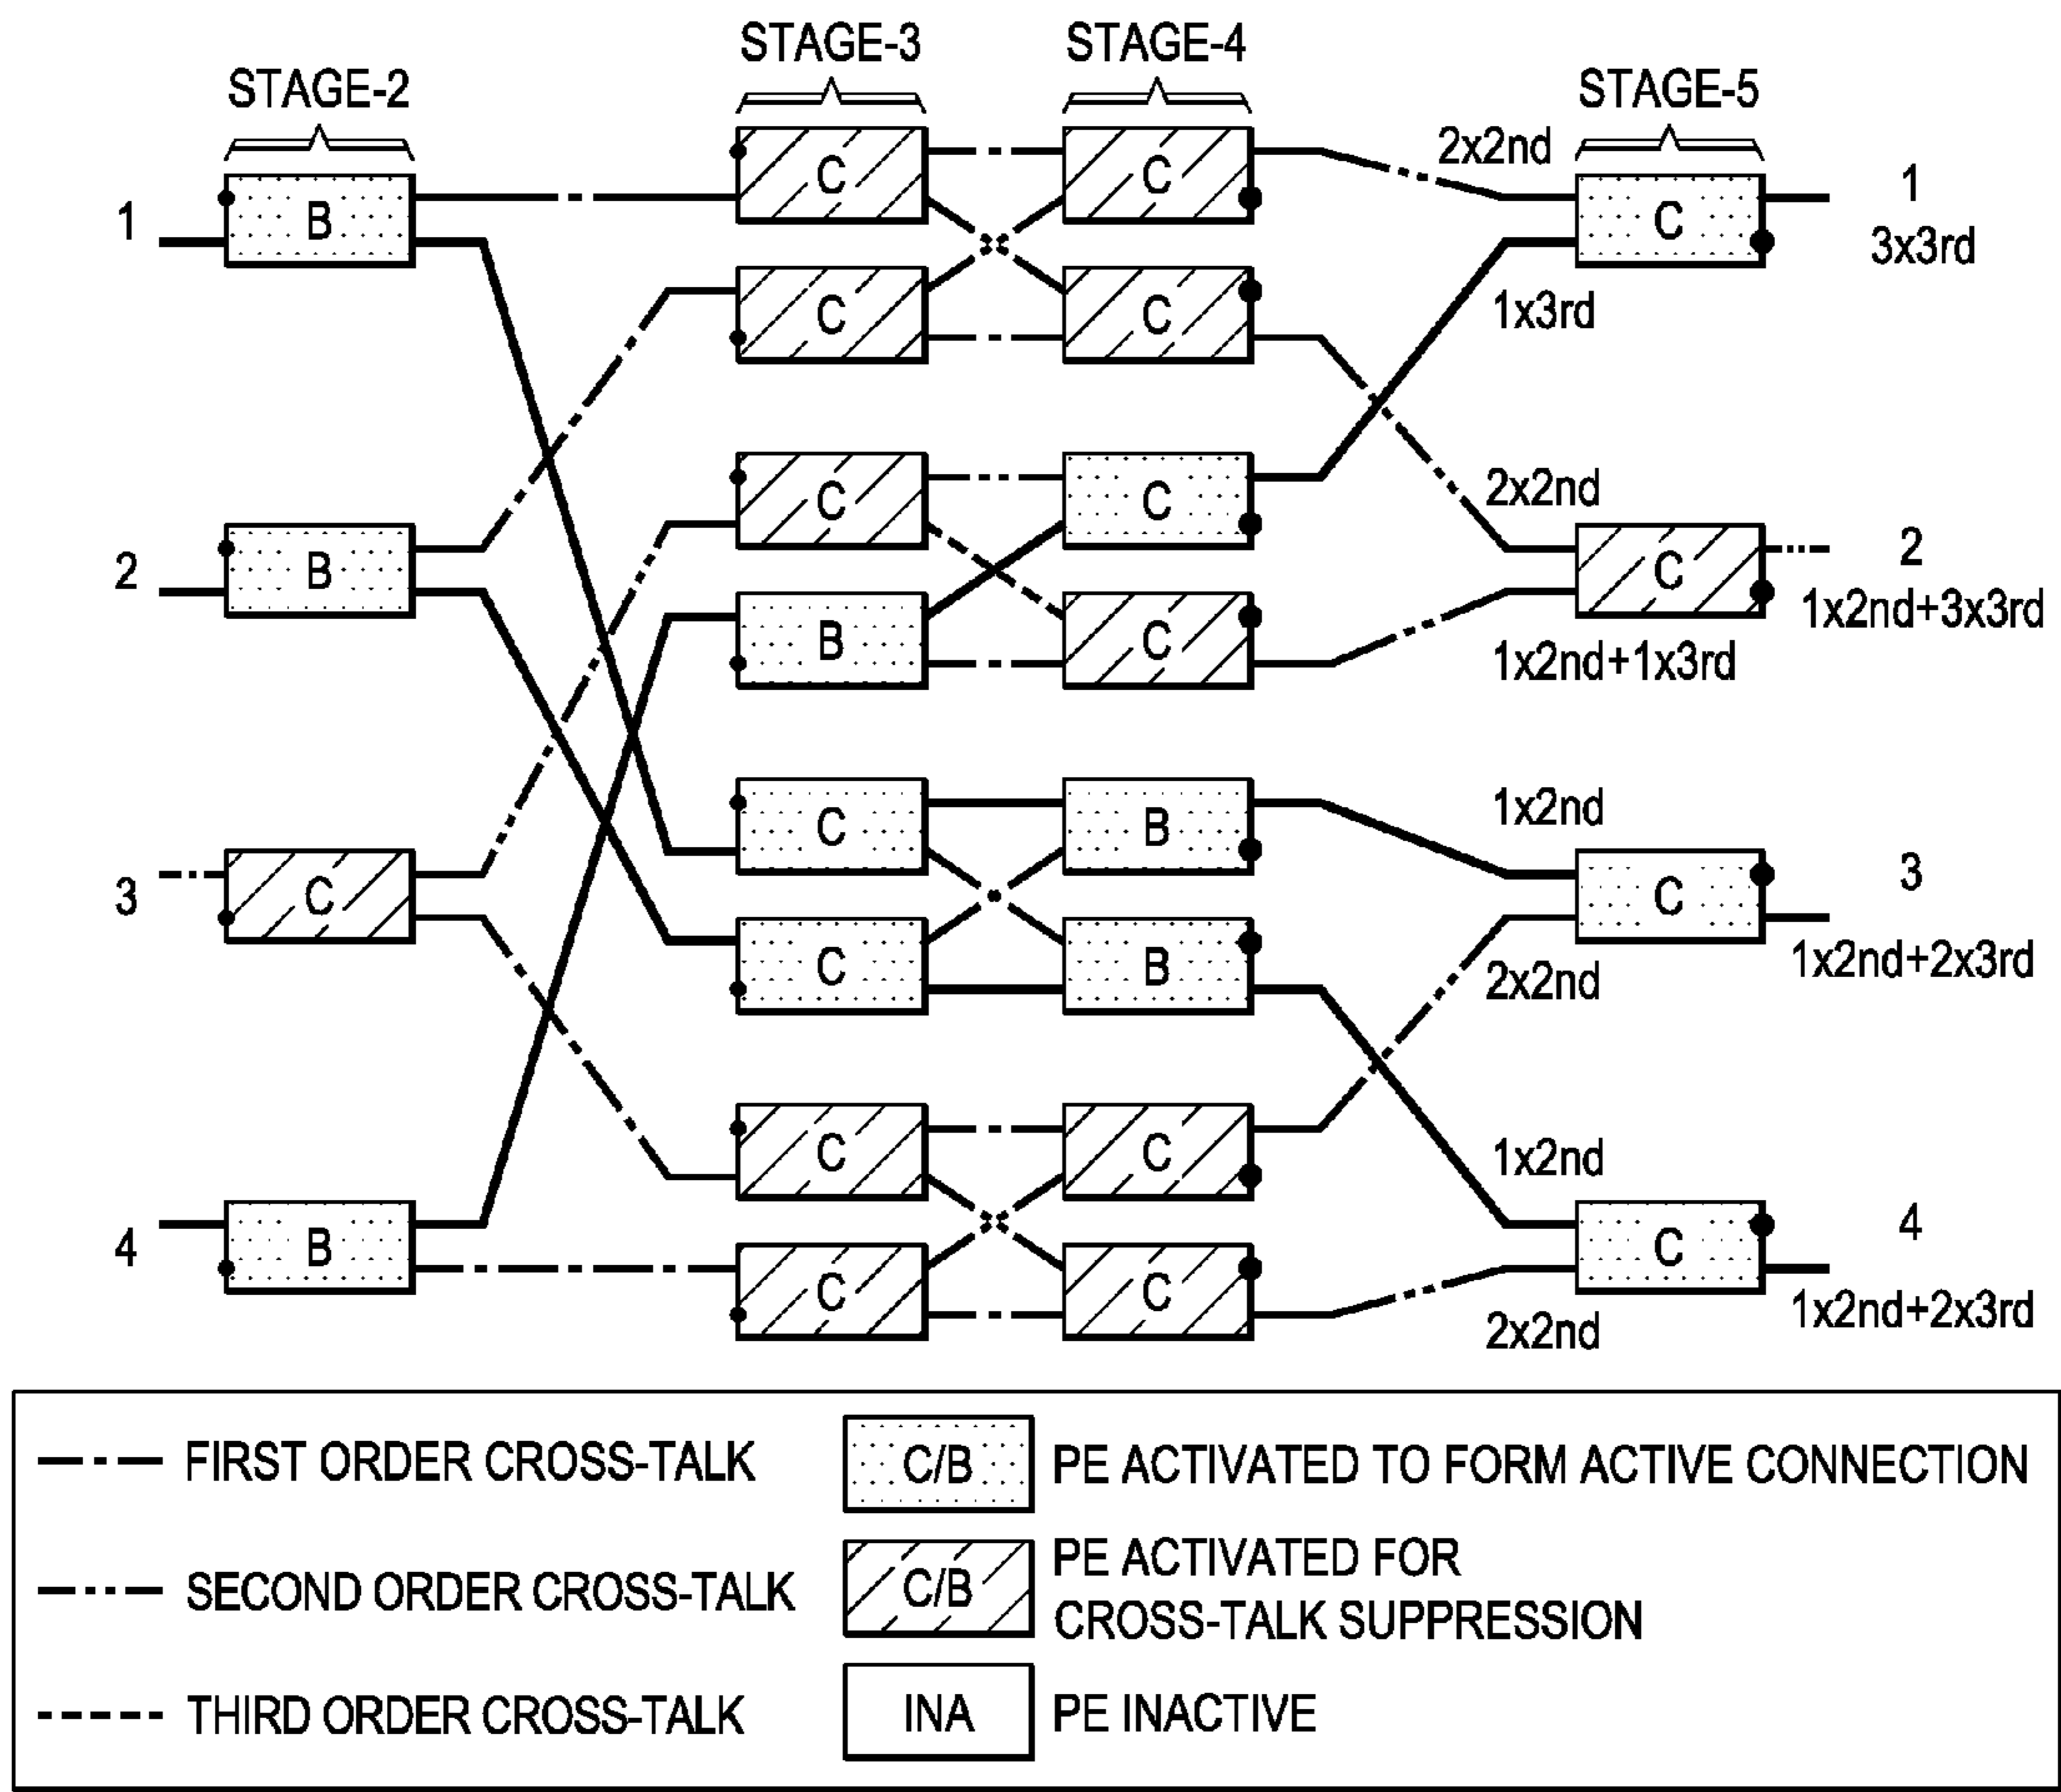 STAGE-3 STAGE-4
STAGE-2 STAGE-5
C C 2x2nd 1
B C 3x3rd
1
C C 1x3rd
C C 2x2nd
2 B C 2
1x2nd+3x3rd
B C 1x2nd+1x3rd
C B 1x2nd
3 C C 3
C B 2x2nd 1x2nd+2x3rd
C C 1x2nd
4 B C 4
C C 2x2nd 1x2nd+2x3rd
FIRST ORDER CROSS-TALK
SECOND ORDER CROSS-TALK
THIRD ORDER CROSS-TALK
C/B PE ACTIVATED TO FORM ACTIVE CONNECTION
C/B PE ACTIVATED FOR
CROSS-TALK SUPPRESSION
INA PE INACTIVE